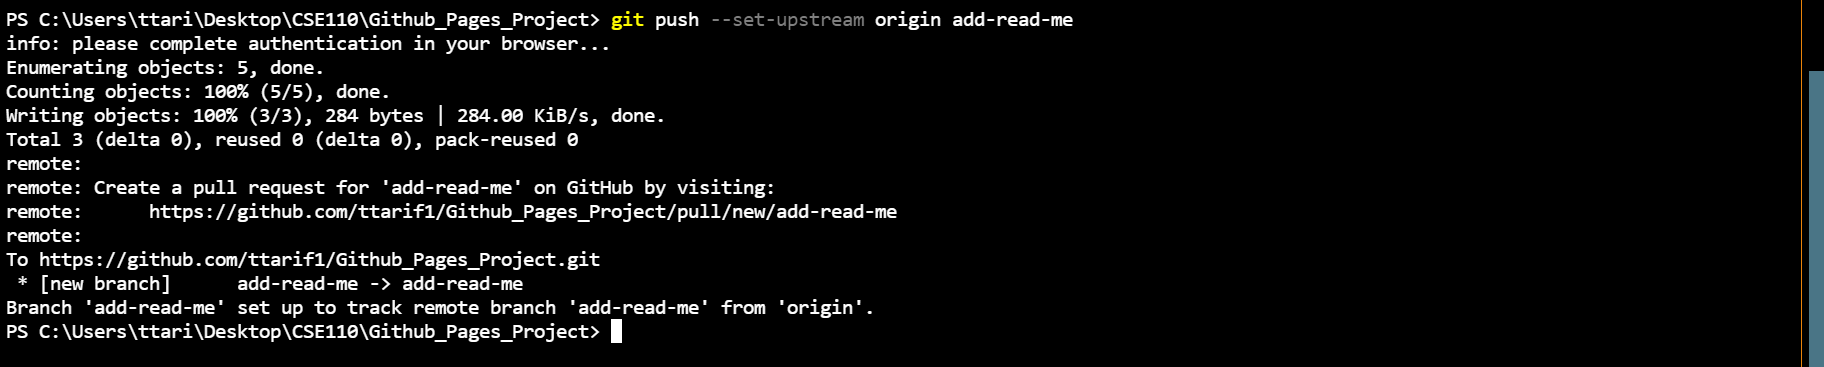 PS C:\Users\ttari\Desktop\CSE110\Github_Pages_Project> git push --set-upstream origin add-read-me
info: please complete authentication in your browser...
Enumerating objects: 5, done.
Counting objects: 100% (5/5), done.
Writing objects: 100% (3/3), 284 bytes | 284.00 KiB/s, done.
Total 3 (delta 0), reused 0 (delta 0), pack-reused 0
remote:
remote: Create a pull request for 'add-read-me' on GitHub by visiting:
remote:      https://github.com/ttarif1/Github_Pages_Project/pull/new/add-read-me
remote:
To https://github.com/ttarif1/Github_Pages_Project.git
 * [new branch]      add-read-me -> add-read-me
Branch 'add-read-me' set up to track remote branch 'add-read-me' from 'origin'.
PS C:\Users\ttari\Desktop\CSE110\Github_Pages_Project>